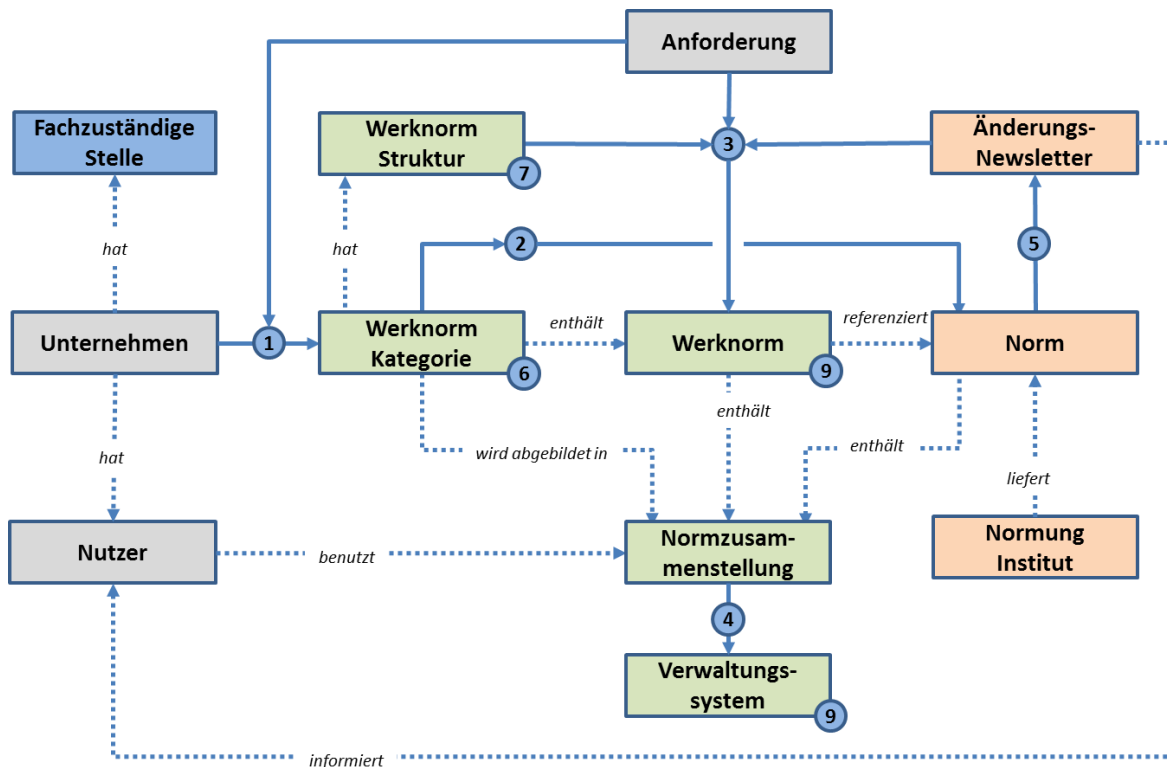 Anforderung
Fachzuständige
Stelle
Werknorm
Struktur
7
3
Änderungs-
Newsletter
hat
hat
2
5
Unternehmen
1
Werknorm
Kategorie
6
enthält
Werknorm
9
referenziert
Norm
hat
wird abgebildet in
enthält
enthält
liefert
Nutzer
benutzt
Normzusam-
menstellung
Normung
Institut
4
Verwaltungs-
system
9
informiert